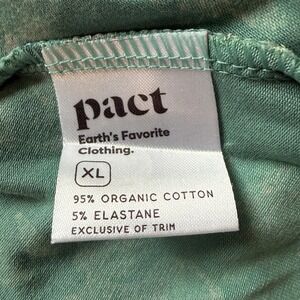 pact
Earth's Favorite
Clothing.
XL
95% ORGANIC COTTON
5% ELASTANE
EXCLUSIVE OF TRIM